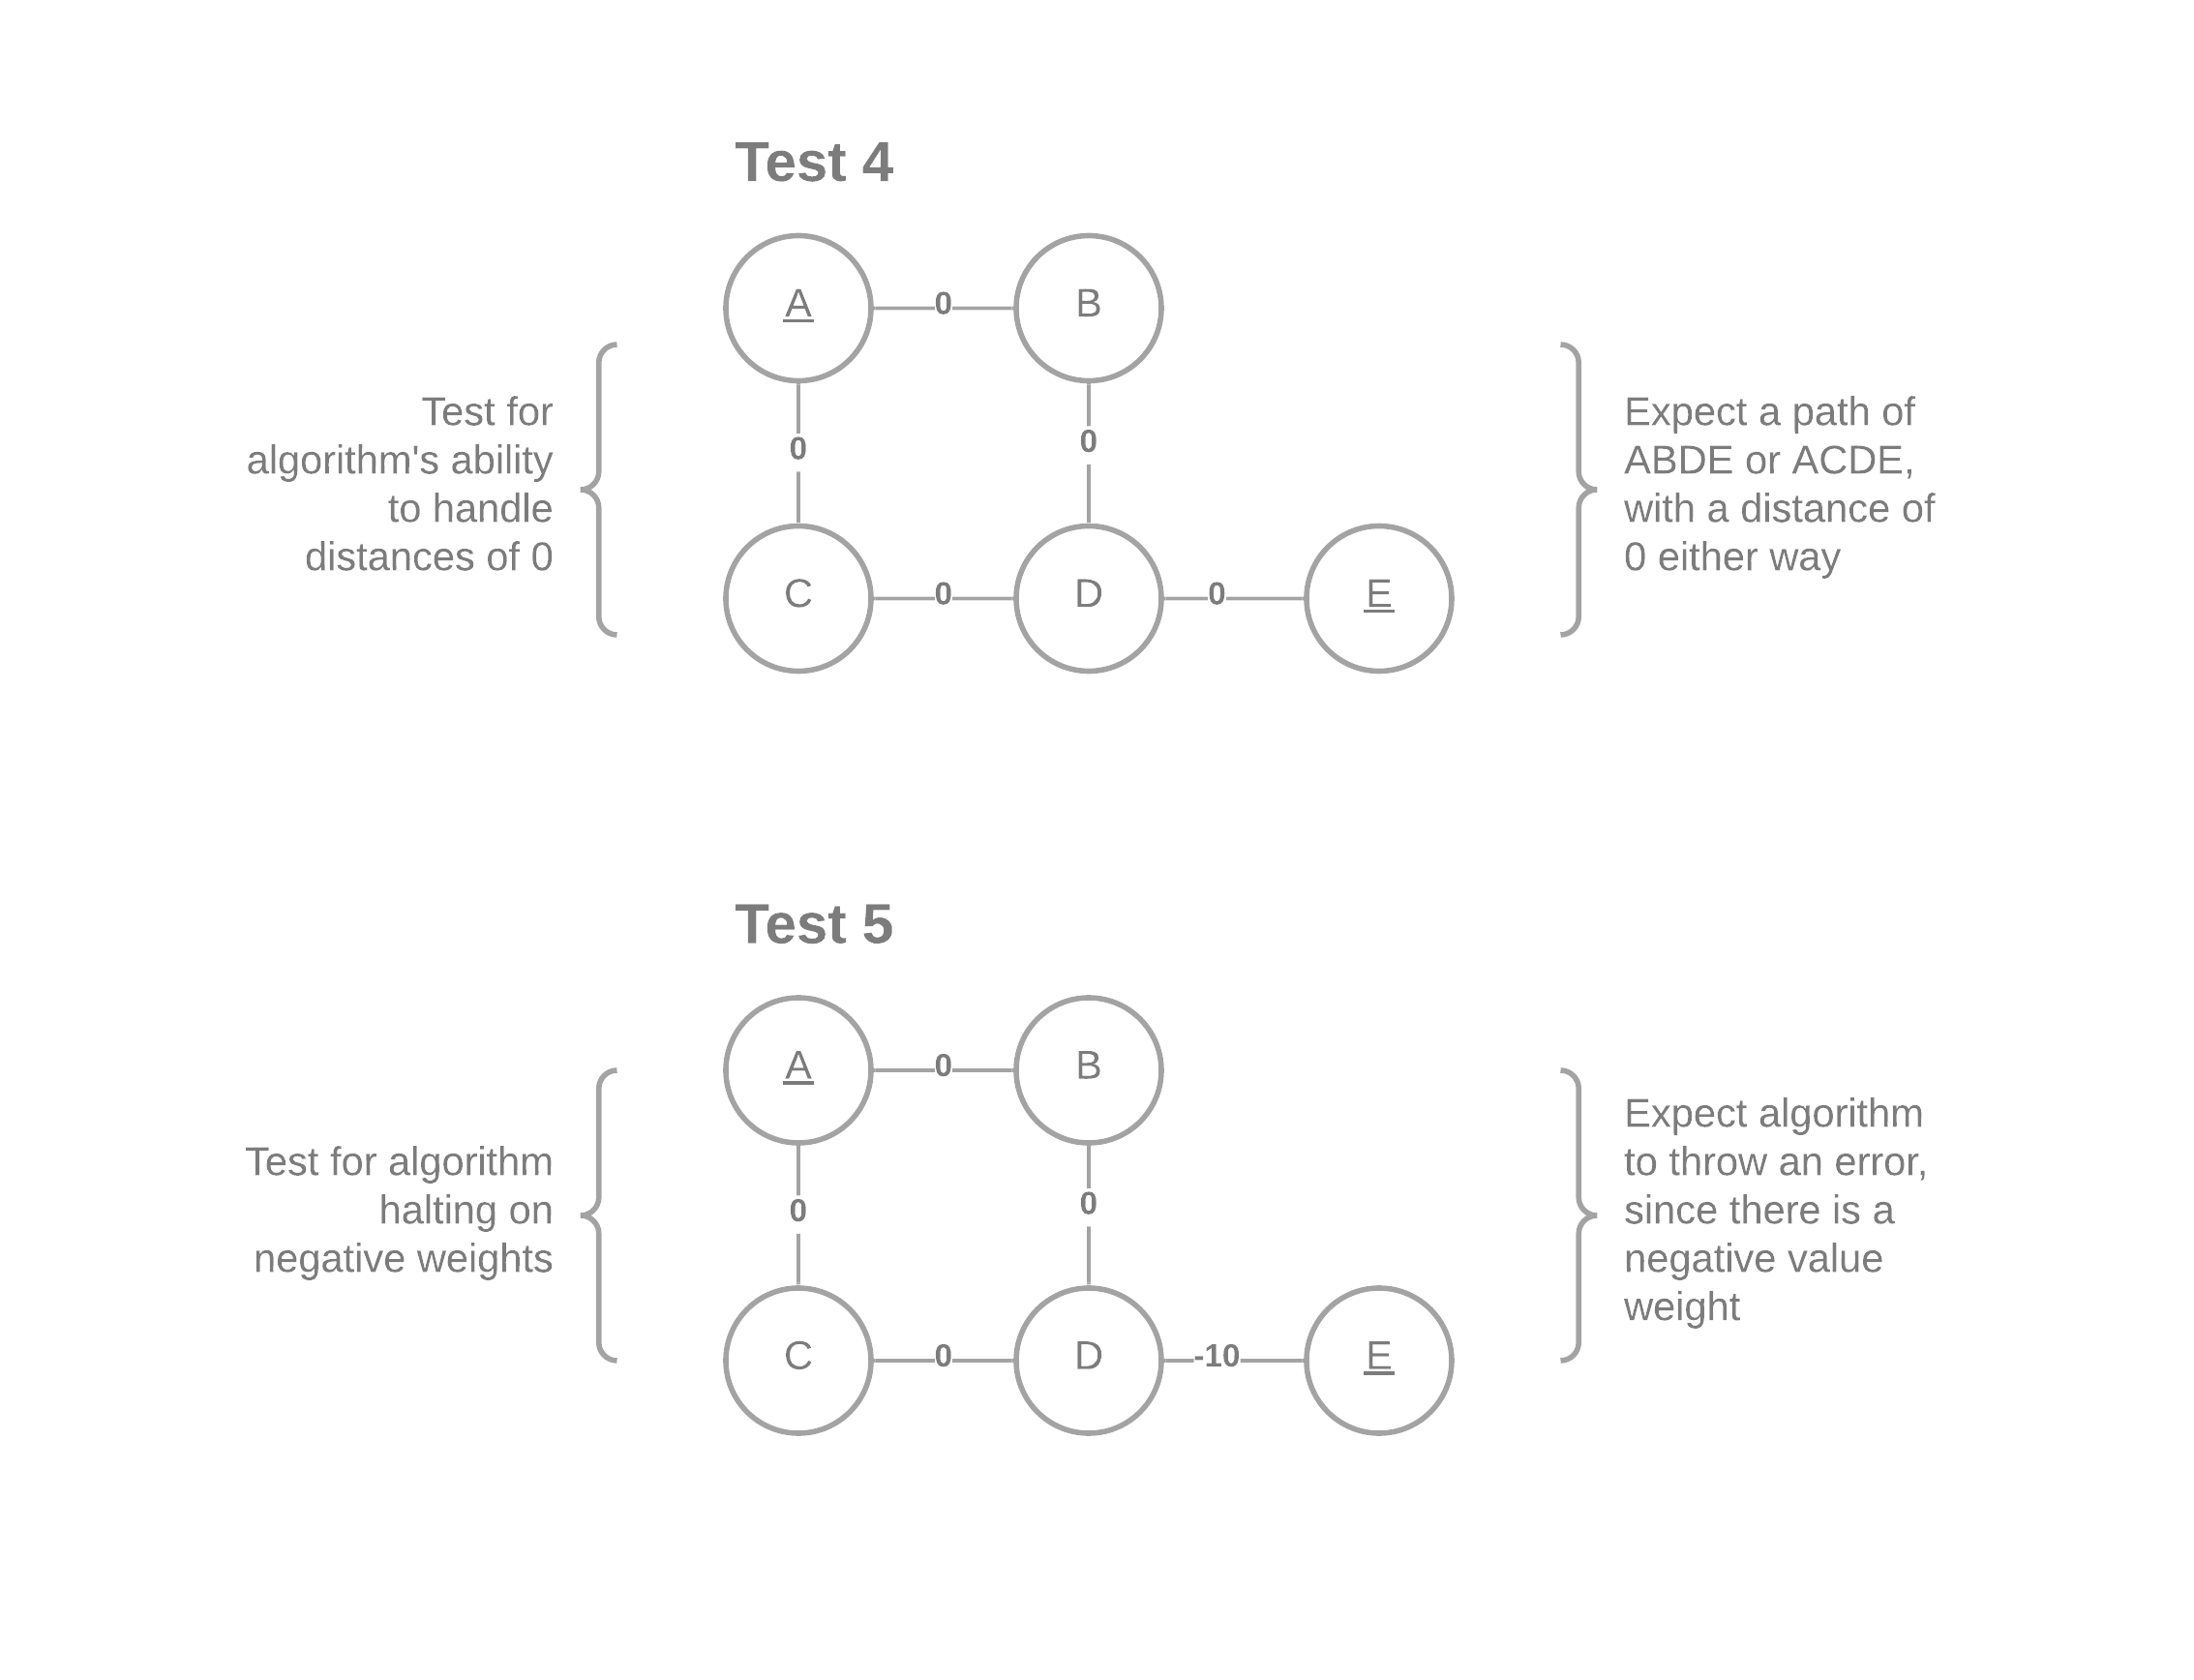 Test 4
A
0
B
Test for
algorithm's ability
to handle
distances of 0
0
0
Expect a path of
ABDE or ACDE,
with a distance of
0 either way
C
0
D
0
E
Test 5
A
0
B
Test for algorithm
halting on
negative weights
0
0
Expect algorithm
to throw an error,
since there is a
negative value
weight
C
0
D
-10
E